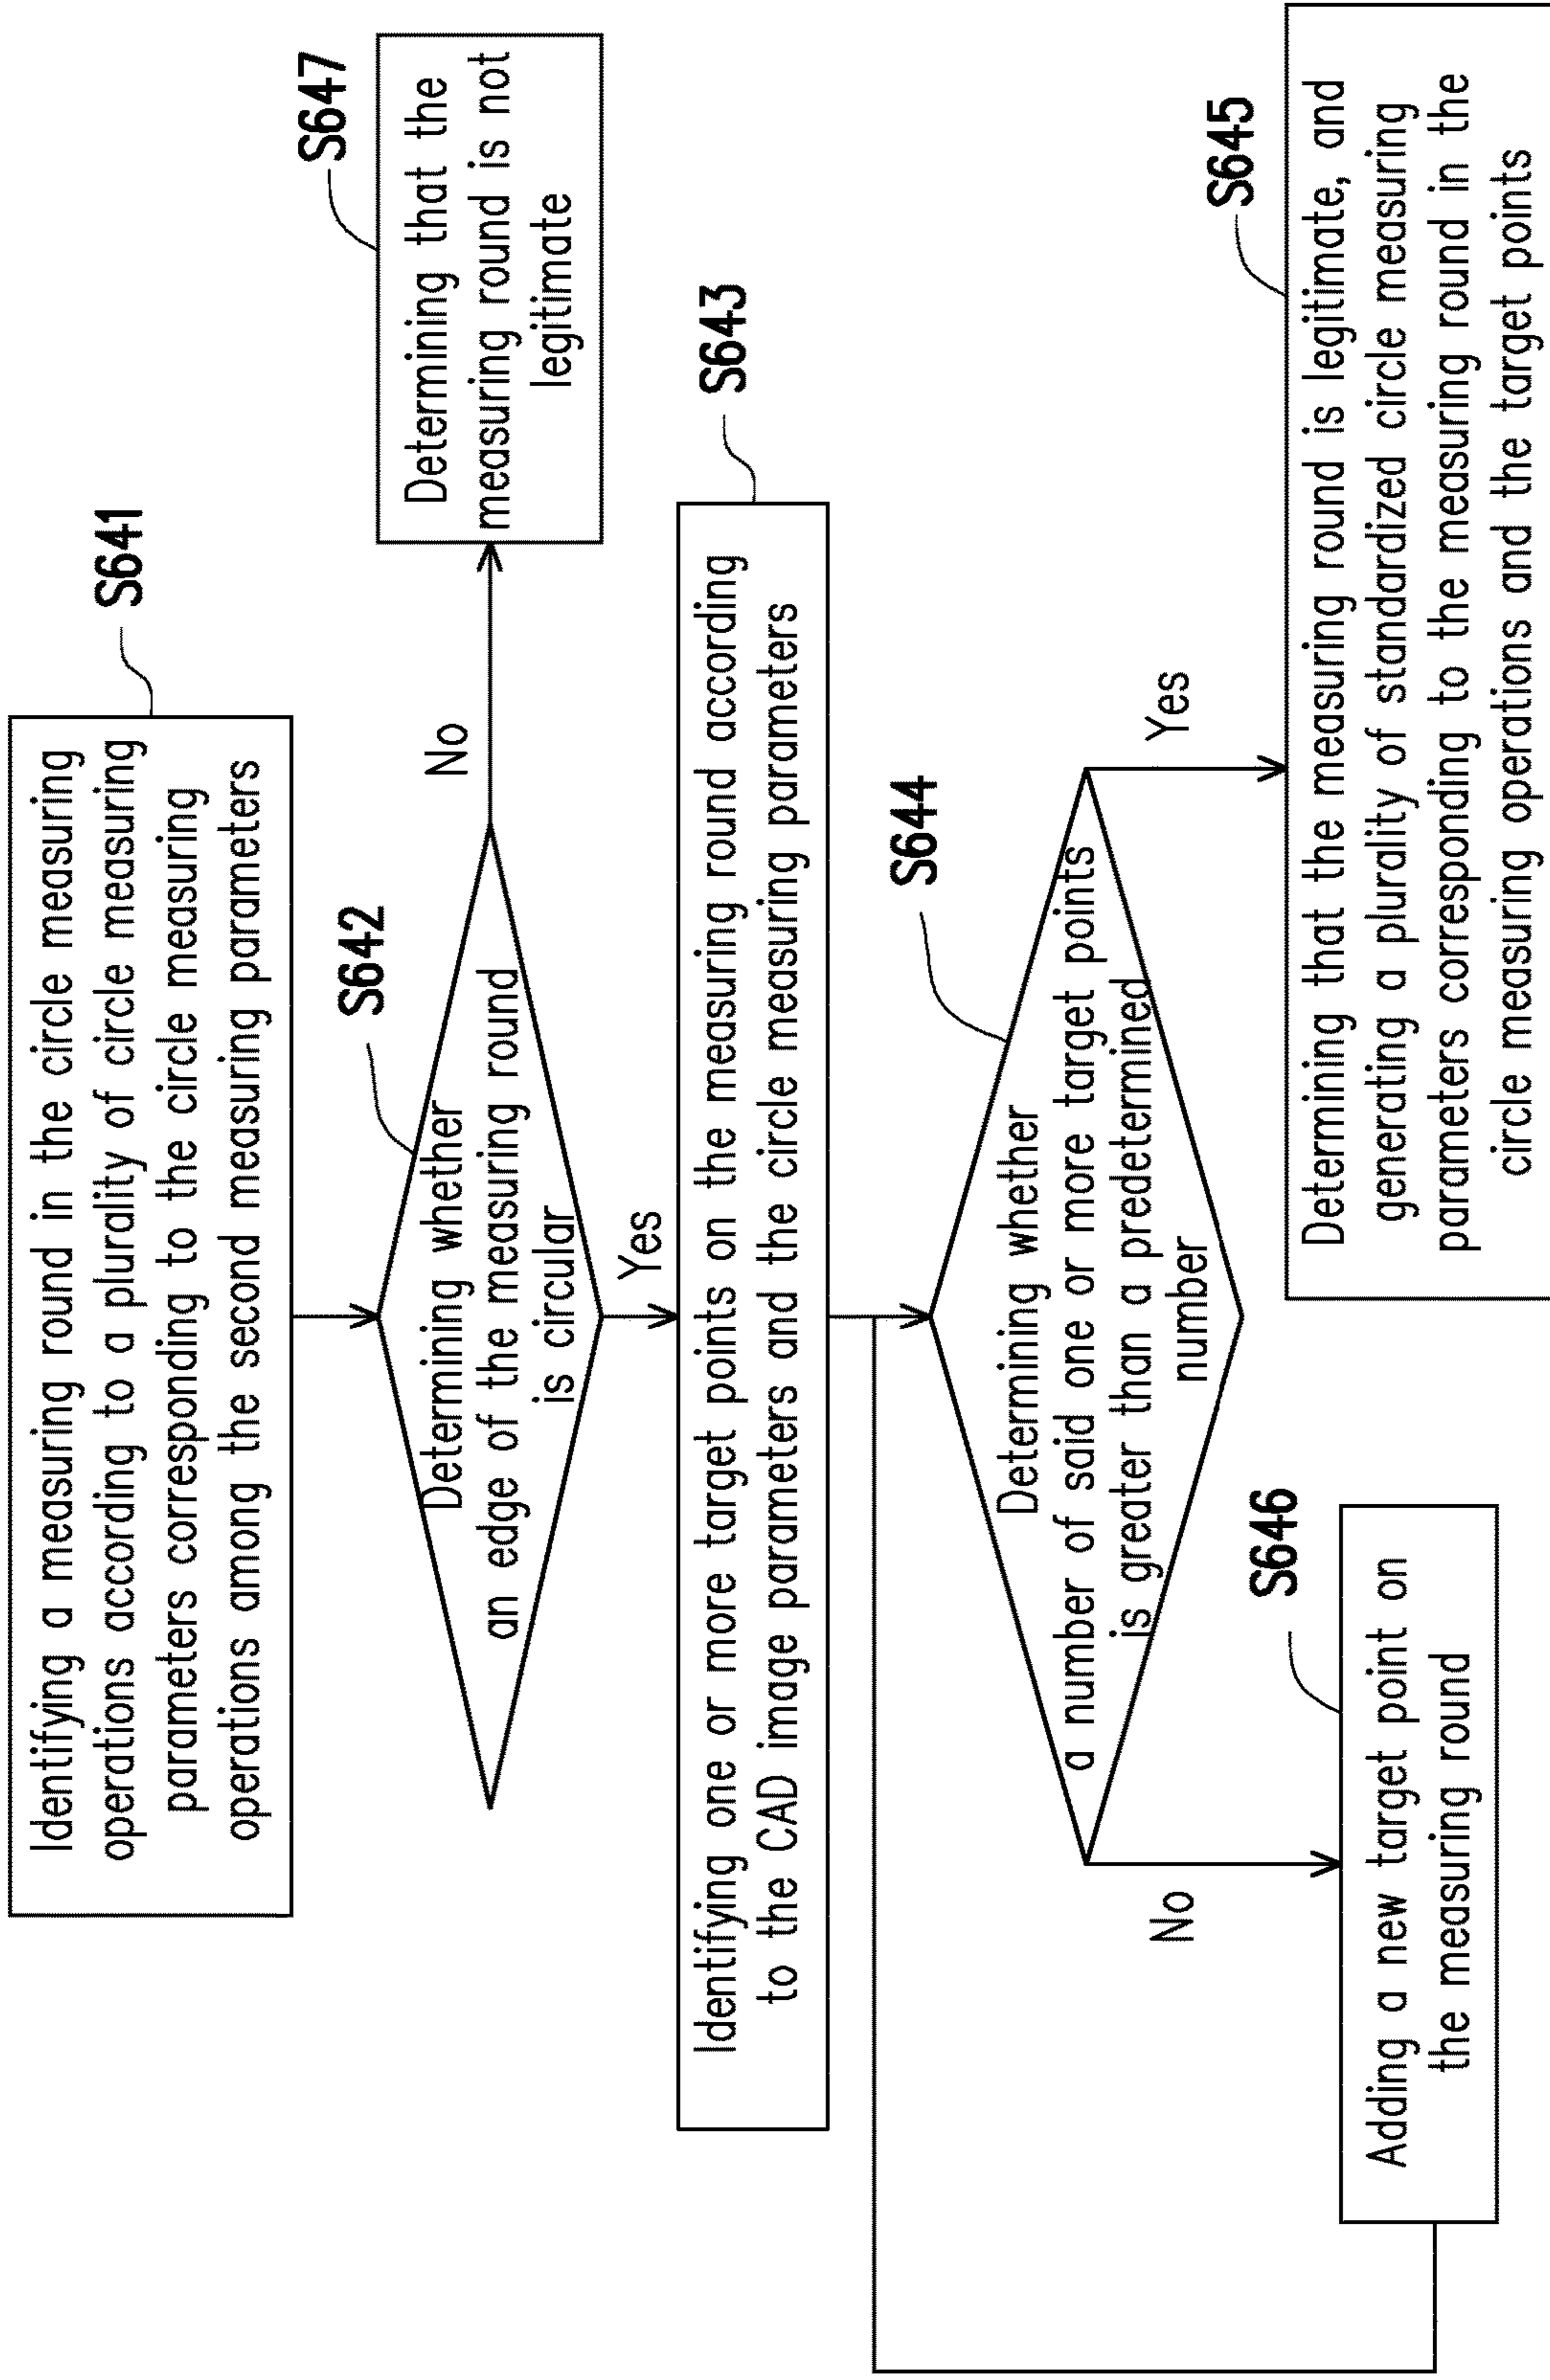 S641
Identifying a measuring round in the circle measuring
operations according to a plurality of circle measuring
parameters corresponding to the circle measuring
operations among the second measuring parameters
S642
Determining whether
an edge of the measuring round
is circular
No
S647
Determining that the
measuring round is not
legitimate
Yes
S643
Identifying one or more target points on the measuring round according
to the CAD image parameters and the circle measuring parameters
S644
Determining whether
a number of said one or more target points
is greater than a predetermined
number
No
Yes
S646
Adding a new target point on
the measuring round
S645
Determining that the measuring round is legitimate, and
generating a plurality of standardized circle measuring
parameters corresponding to the measuring round in the
circle measuring operations and the target points